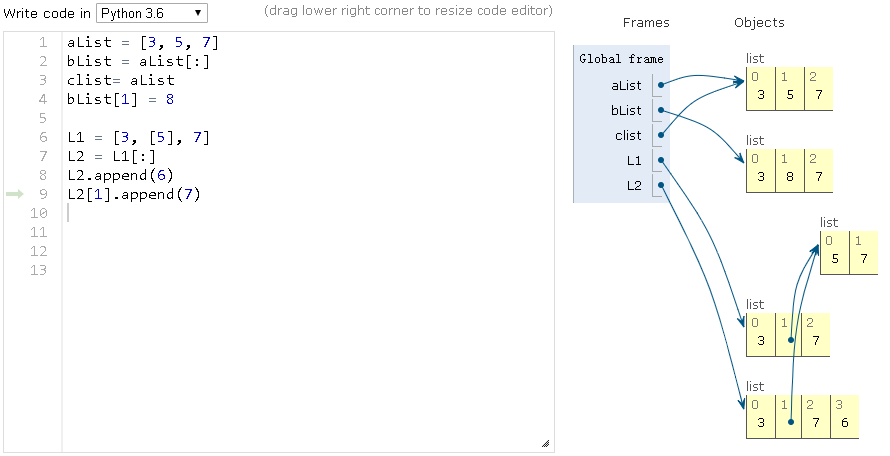 Write code in Python 3.6 (drag lower right corner to resize code editor)
1 aList = [3, 5, 7]
2 bList = aList[:]
3 clist= aList
4 bList[1] = 8
5
6 L1 = [3, [5], 7]
7 L2 = L1[:]
8 L2.append(6)
9 L2[1].append(7)
10
11
12
13
Frames Objects
Global frame
aList
bList
clist
L1
L2
list
0 1 2
3 5 7
list
0 1 2
3 8 7
list
0 1
5 7
list
0 1 2
3 7
list
0 1 2 3
3 7 6